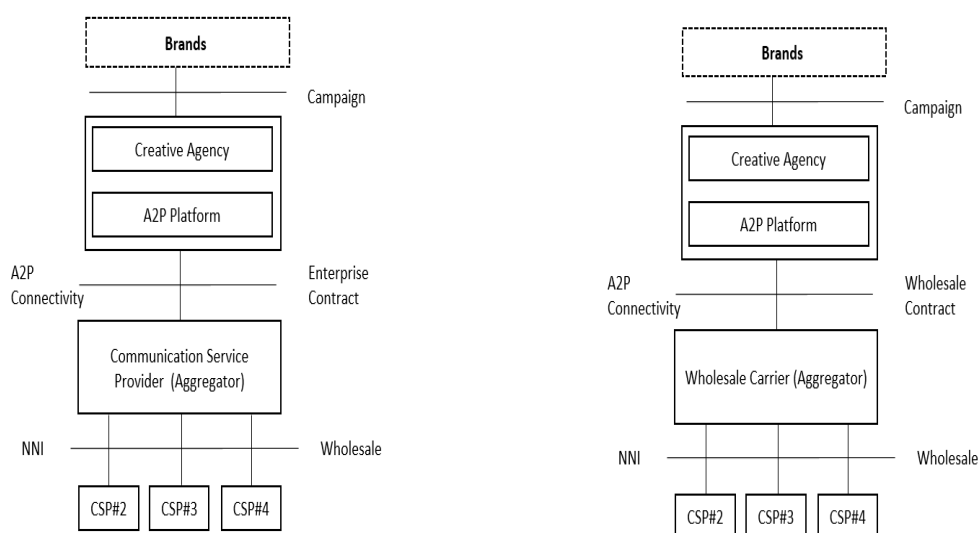 Brands
Campaign
Creative Agency
A2P Platform
A2P
Connectivity
Enterprise
Contract
Communication Service
Provider (Aggregator)
NNI
Wholesale
CSP#2
CSP#3
CSP#4
Brands
Campaign
Creative Agency
A2P Platform
A2P
Connectivity
Wholesale
Contract
Wholesale Carrier (Aggregator)
NNI
Wholesale
CSP#2
CSP#3
CSP#4